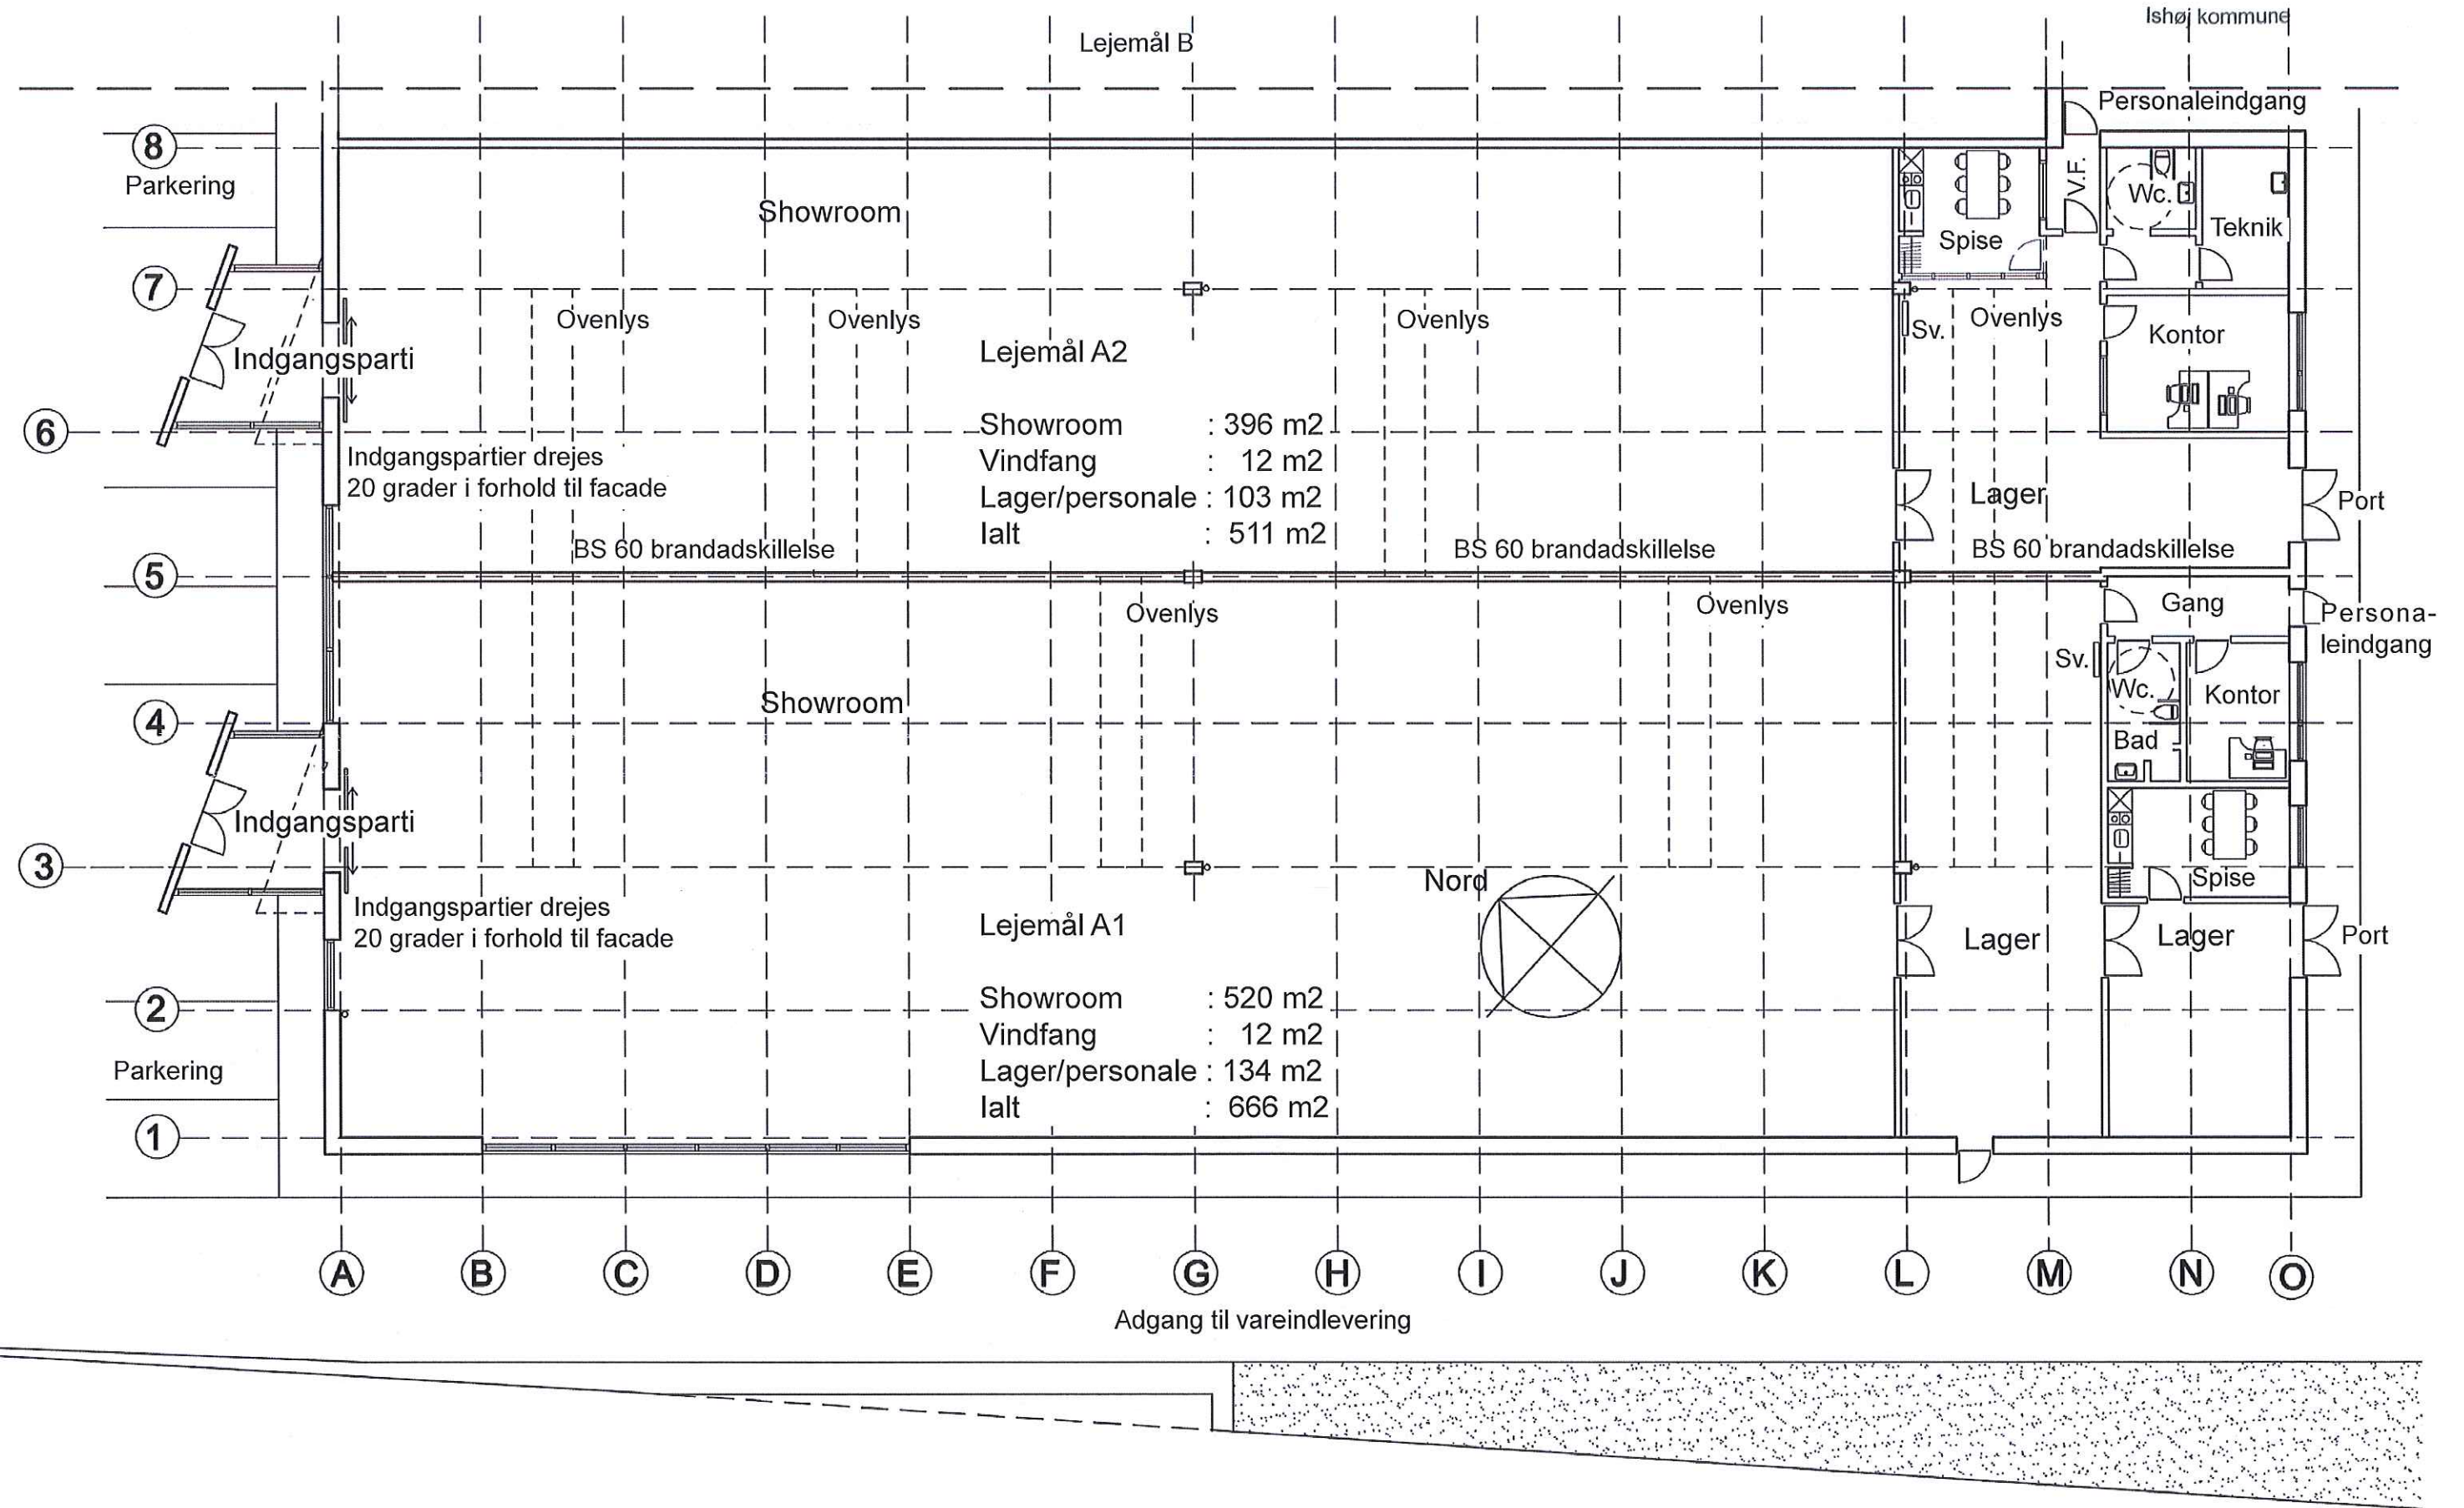 Ishøj kommune
Lejemål B
Personaleindgang
8
Parkering
Showroom
V.F.
Wc.
Teknik
Spise
7
Ovenlys
Ovenlys
Ovenlys
Sv.
Ovenlys
Kontor
Indgangsparti
Lejemål A2
6
Showroom : 396 m2
Vindfang : 12 m2
Lager/personale : 103 m2
Ialt : 511 m2
Indgangspartier drejes
20 grader i forhold til facade
Lager
Port
BS 60 brandadskillelse
BS 60 brandadskillelse
BS 60 brandadskillelse
5
Ovenlys
Ovenlys
Gang
Persona-
leindgang
Sv.
Wc.
Kontor
Showroom
4
Bad
Indgangsparti
3
Nord
Spise
Indgangspartier drejes
20 grader i forhold til facade
Lejemål A1
Lager
Lager
Port
2
Showroom : 520 m2
Vindfang : 12 m2
Lager/personale : 134 m2
Ialt : 666 m2
Parkering
1
A B C D E F G H I J K L M N O
Adgang til vareindlevering